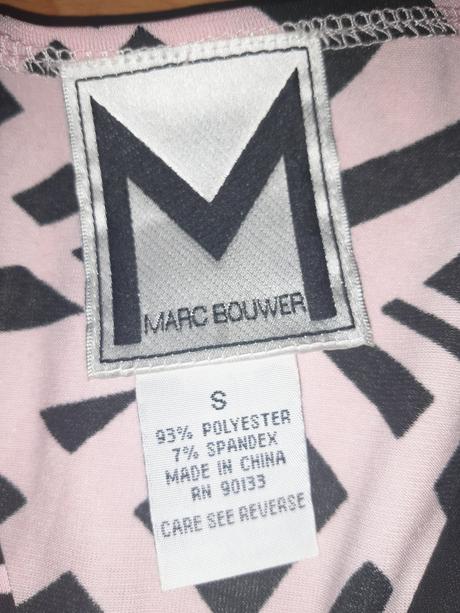 M
MARC BOUWER
S
93% POLYESTER
7% SPANDEX
MADE IN CHINA
RN 90133
CARE SEE REVERSE